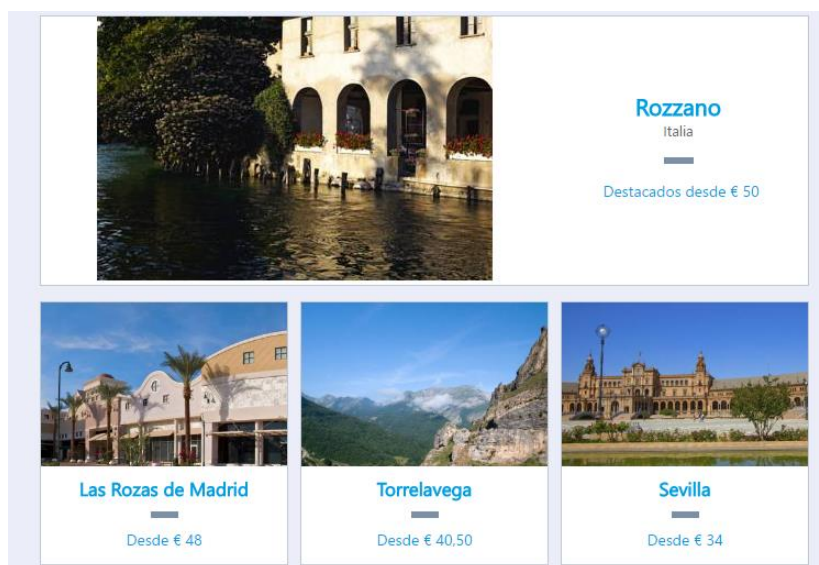 Rozzano
Italia
Destacados desde € 50
Las Rozas de Madrid
Desde € 48
Torrelavega
Desde € 40,50
Sevilla
Desde € 34